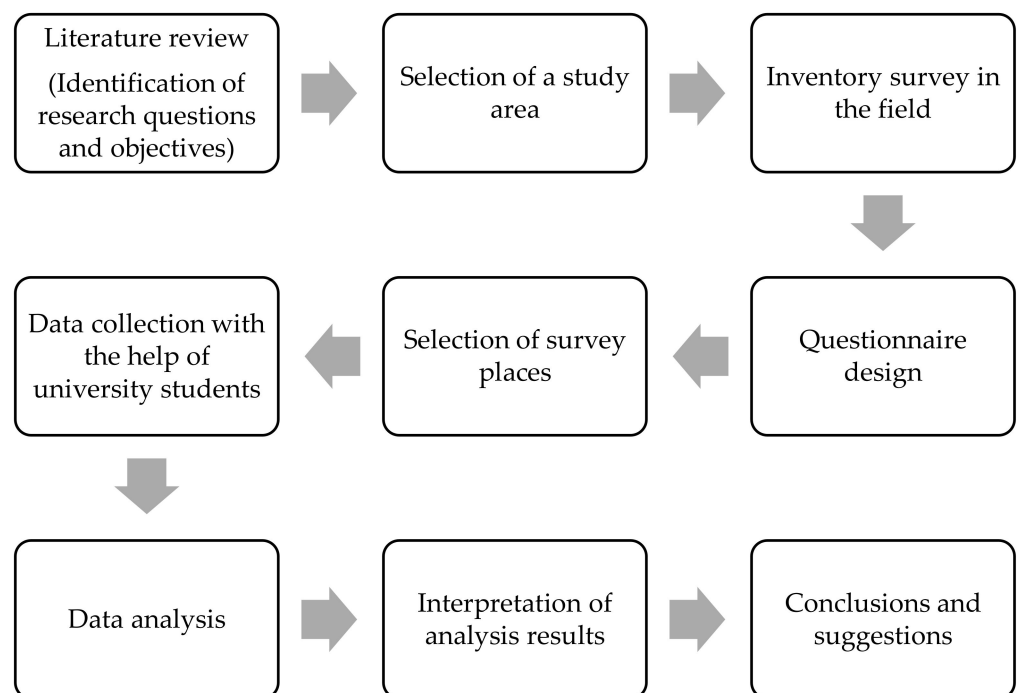 Literature review
(Identification of
research questions
and objectives)
Selection of a study
area
Inventory survey in
the field
Questionnaire
design
Selection of survey
places
Data collection with
the help of
university students
Data analysis
Interpretation of
analysis results
Conclusions and
suggestions